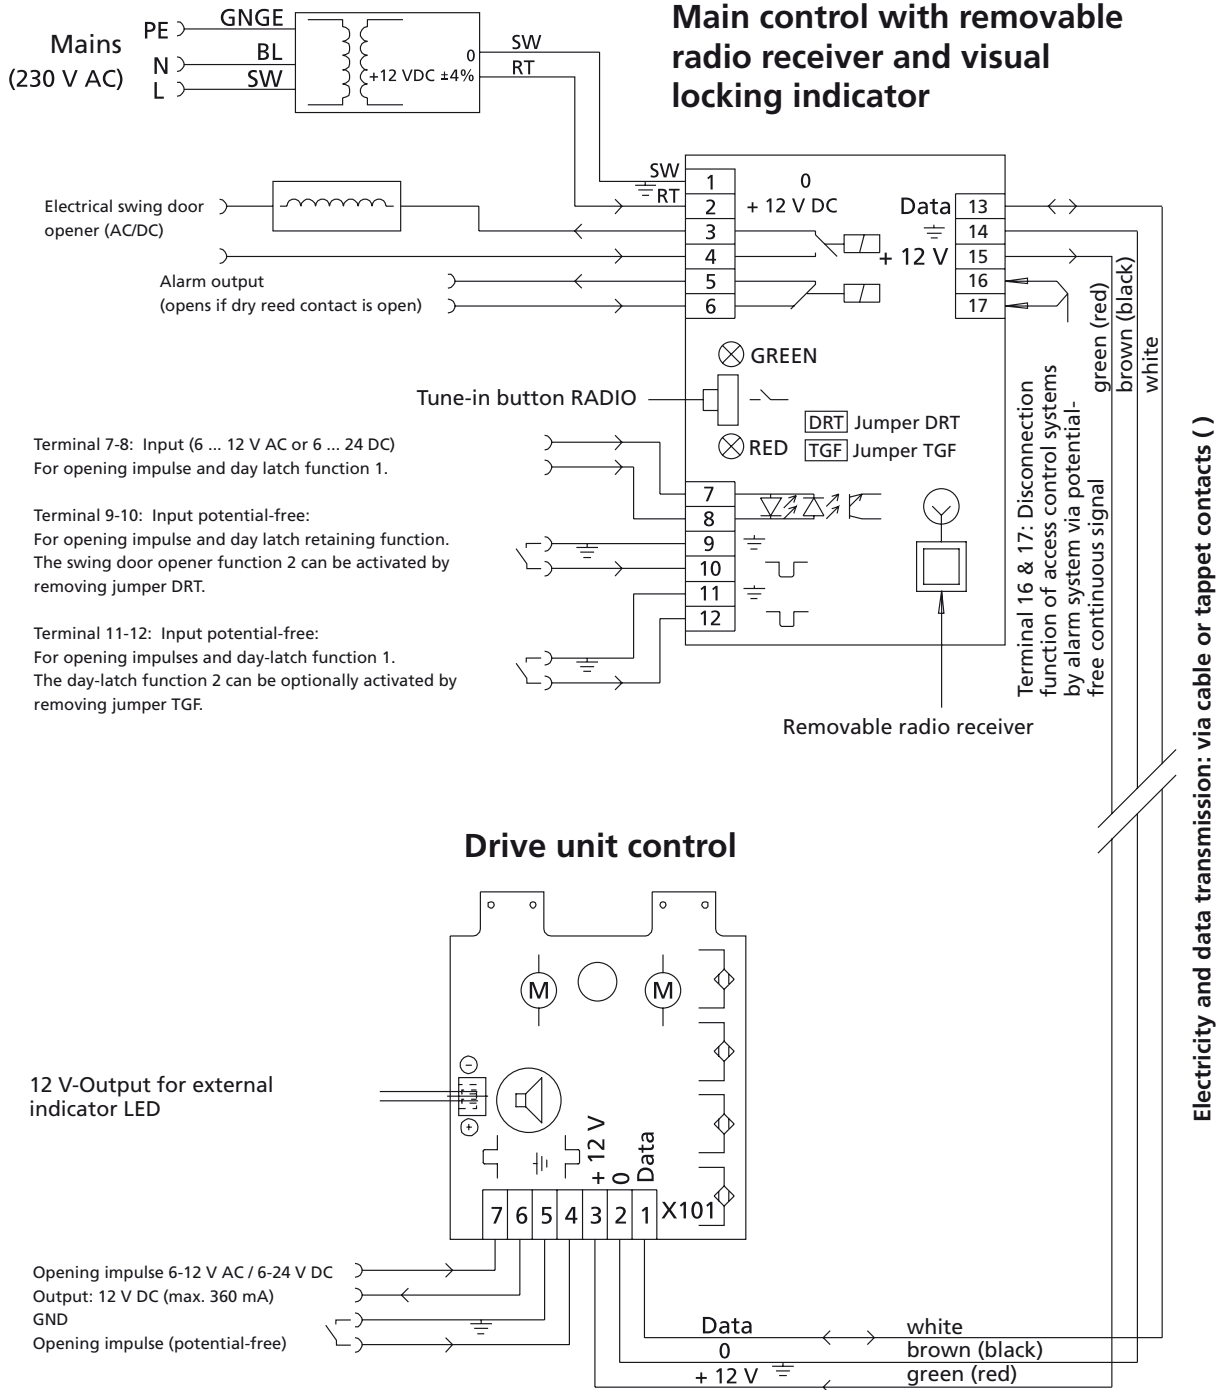 Main control with removable
radio receiver and visual
locking indicator
Mains
(230 V AC)
PE
N
L
GNGE
BL
SW
0
+12 VDC ±4%
SW
RT
SW
RT
1
2
3
4
5
6
0
+ 12 V DC
Data
+ 12 V
13
14
15
16
17
Electrical swing door
opener (AC/DC)
Alarm output
(opens if dry reed contact is open)
GREEN
Tune-in button RADIO
DRT Jumper DRT
RED
TGF Jumper TGF
Terminal 7-8: Input (6 ... 12 V AC or 6 ... 24 DC)
For opening impulse and day latch function 1.
Terminal 9-10: Input potential-free:
For opening impulse and day latch retaining function.
The swing door opener function 2 can be activated by
removing jumper DRT.
Terminal 11-12: Input potential-free:
For opening impulses and day-latch function 1.
The day-latch function 2 can be optionally activated by
removing jumper TGF.
7
8
9
10
11
12
Removable radio receiver
Terminal 16 & 17: Disconnection
function of access control systems
by alarm system via potential-
free continuous signal
green (red)
brown (black)
white
Electricity and data transmission: via cable or tappet contacts ( )
Drive unit control
M
M
12 V-Output for external
indicator LED
+ 12 V
0
Data
7
6
5
4
3
2
1
X101
Opening impulse 6-12 V AC / 6-24 V DC
Output: 12 V DC (max. 360 mA)
GND
Opening impulse (potential-free)
Data
0
+ 12 V
white
brown (black)
green (red)